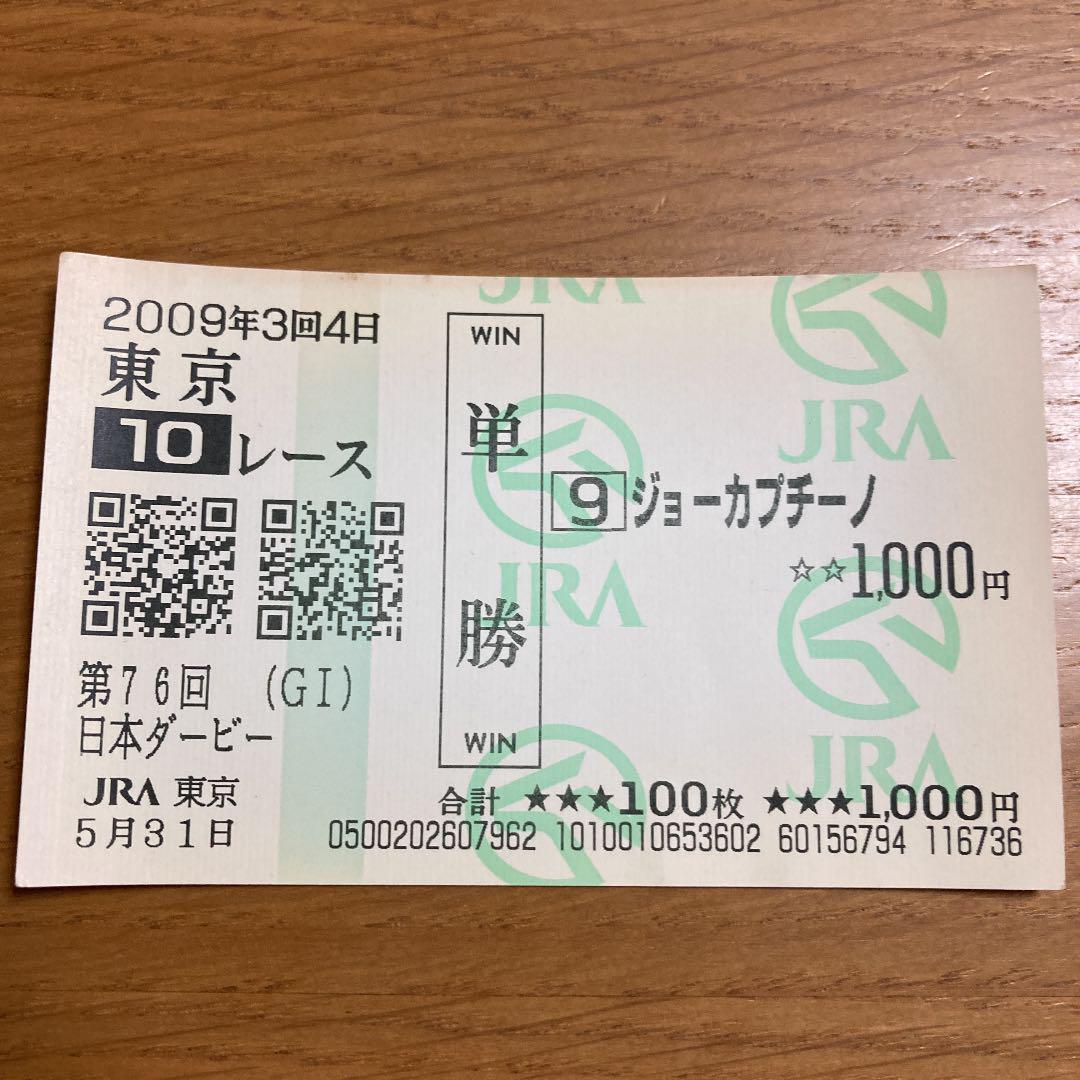 2009年3回4日
東京
10レース
第76回 (GI)
日本ダービー
JRA 東京
5月31日
WIN
単勝
WIN
9 ジョーカプチーノ
☆☆1,000円
合計 ★★★100枚 ★★★1,000円
0500202607962 1010010653602 60156794 116736
JRA
JRA
JRA
JRA